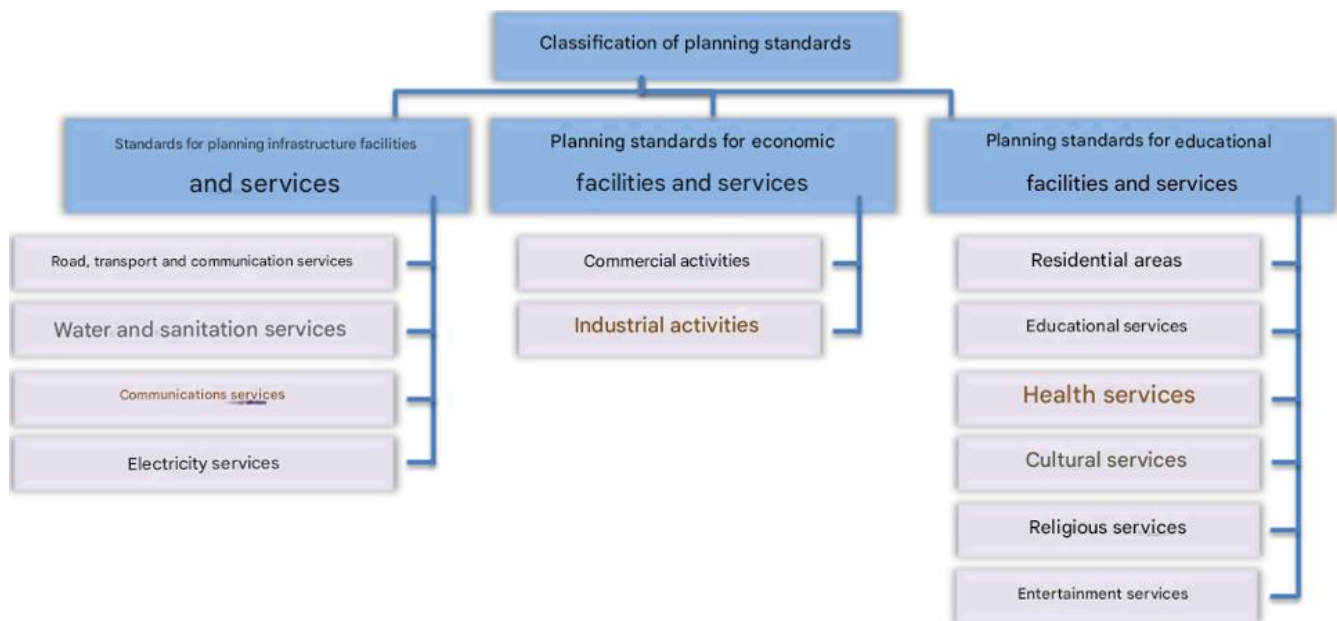 Classification of planning standards
Standards for planning infrastructure facilities
and services
Road, transport and communication services
Water and sanitation services
Communications services
Electricity services
Planning standards for economic
facilities and services
Commercial activities
Industrial activities
Planning standards for educational
facilities and services
Residential areas
Educational services
Health services
Cultural services
Religious services
Entertainment services